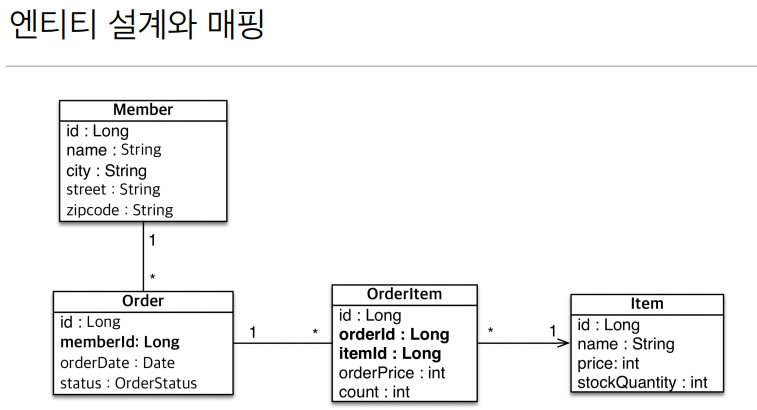 엔티티 설계와 매핑
Member
id : Long
name : String
city : String
street : String
zipcode : String
1
*
Order
id : Long
memberId: Long
orderDate : Date
status : OrderStatus
1
*
OrderItem
id : Long
orderId : Long
itemId : Long
orderPrice : int
count : int
*
1
Item
id : Long
name : String
price: int
stockQuantity : int